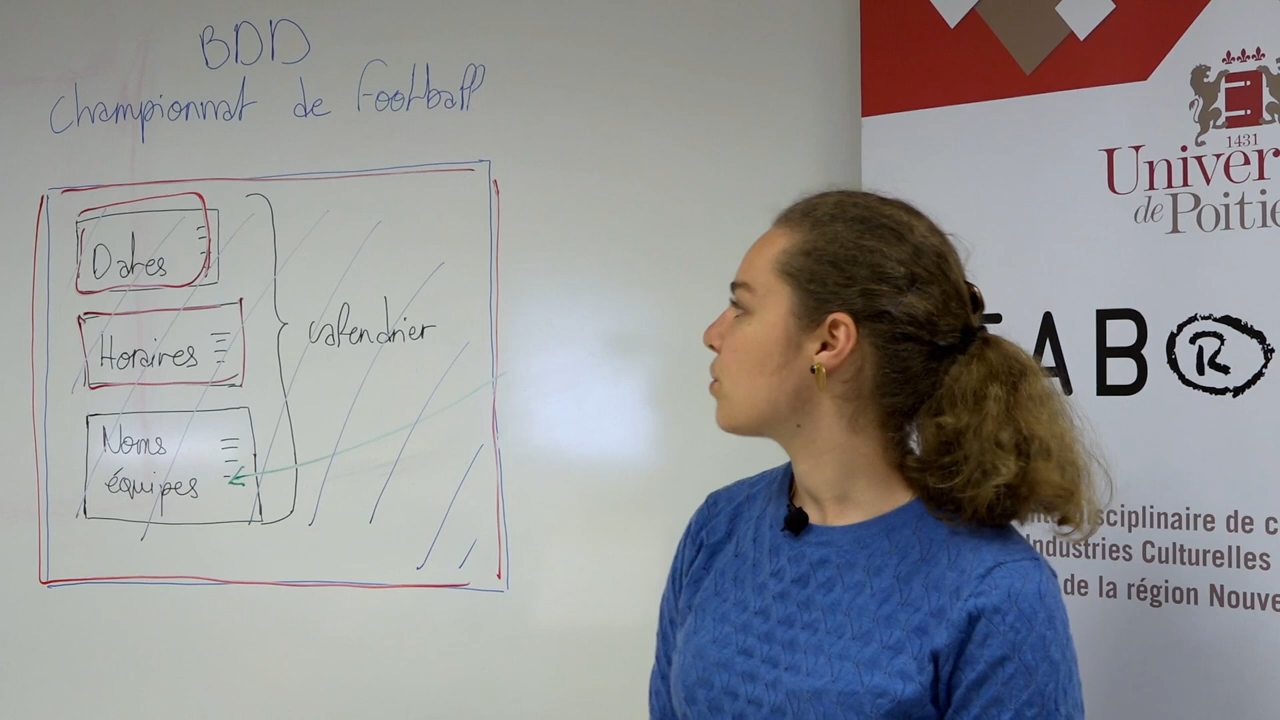 BDD
Championnat de football
Dates
Horaires
Noms
équipes
calendrier
1431
Univer
de Poitie
AB R
disciplinaire de c
Industries Culturelles
de la région Nouve